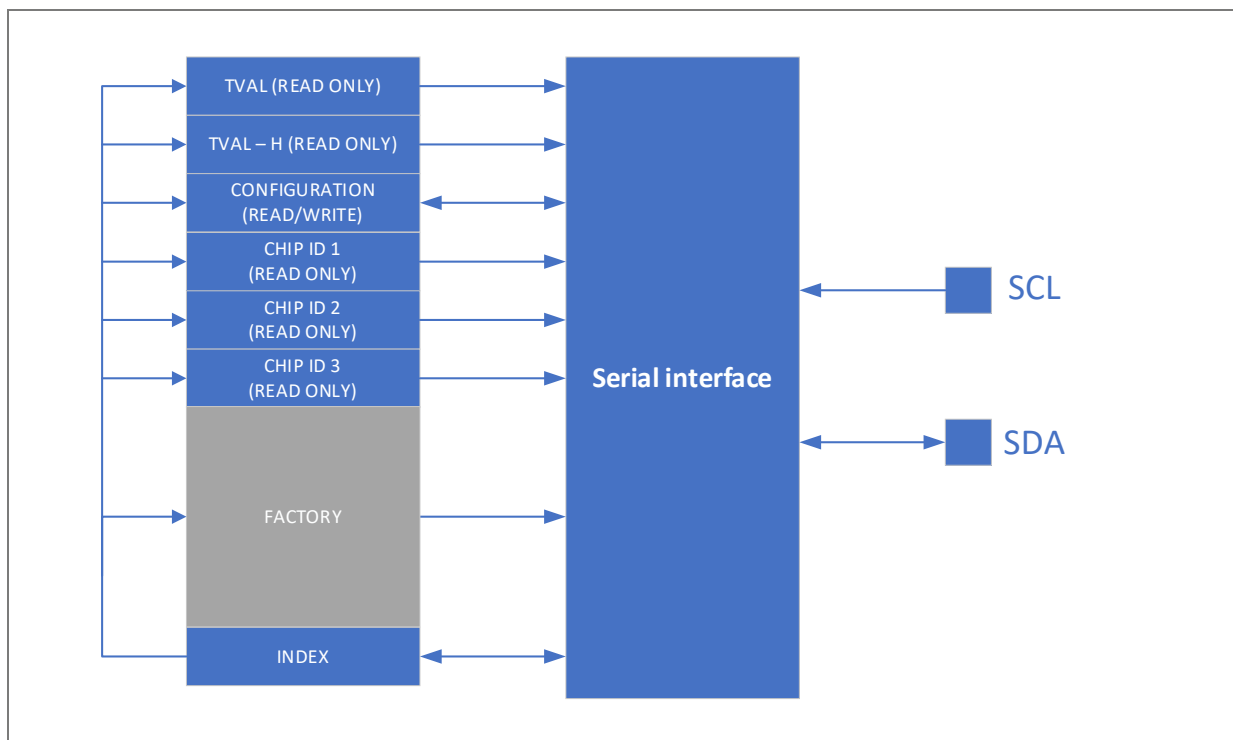 TVAL (READ ONLY)
TVAL – H (READ ONLY)
CONFIGURATION
(READ/WRITE)
CHIP ID 1
(READ ONLY)
CHIP ID 2
(READ ONLY)
CHIP ID 3
(READ ONLY)
FACTORY
INDEX
Serial interface
SCL
SDA